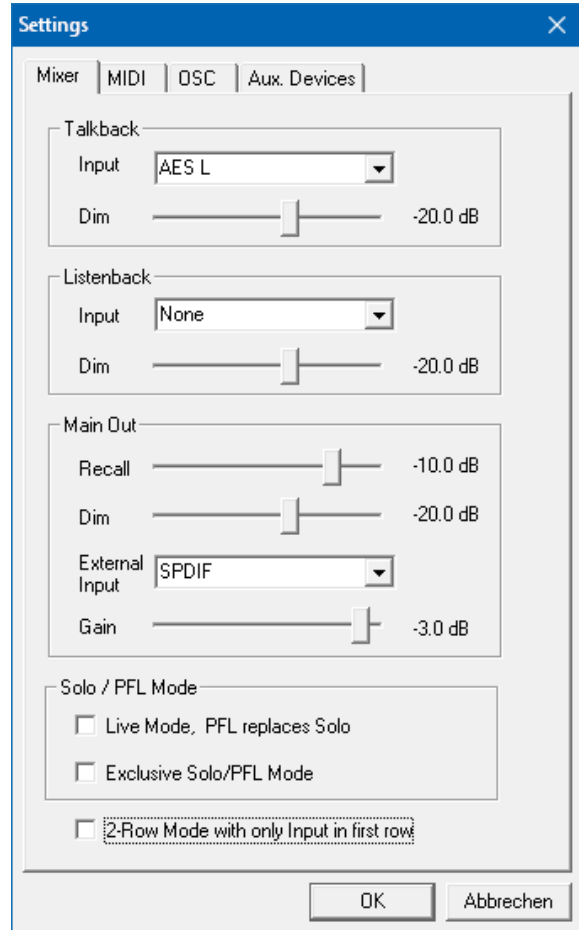 Settings
Mixer MIDI OSC Aux. Devices
Talkback
Input AES L
Dim -20.0 dB
Listenback
Input None
Dim -20.0 dB
Main Out
Recall -10.0 dB
Dim -20.0 dB
External
Input SPDIF
Gain -3.0 dB
Solo / PFL Mode
Live Mode, PFL replaces Solo
Exclusive Solo/PFL Mode
2-Row Mode with only Input in first row
OK Abbrechen